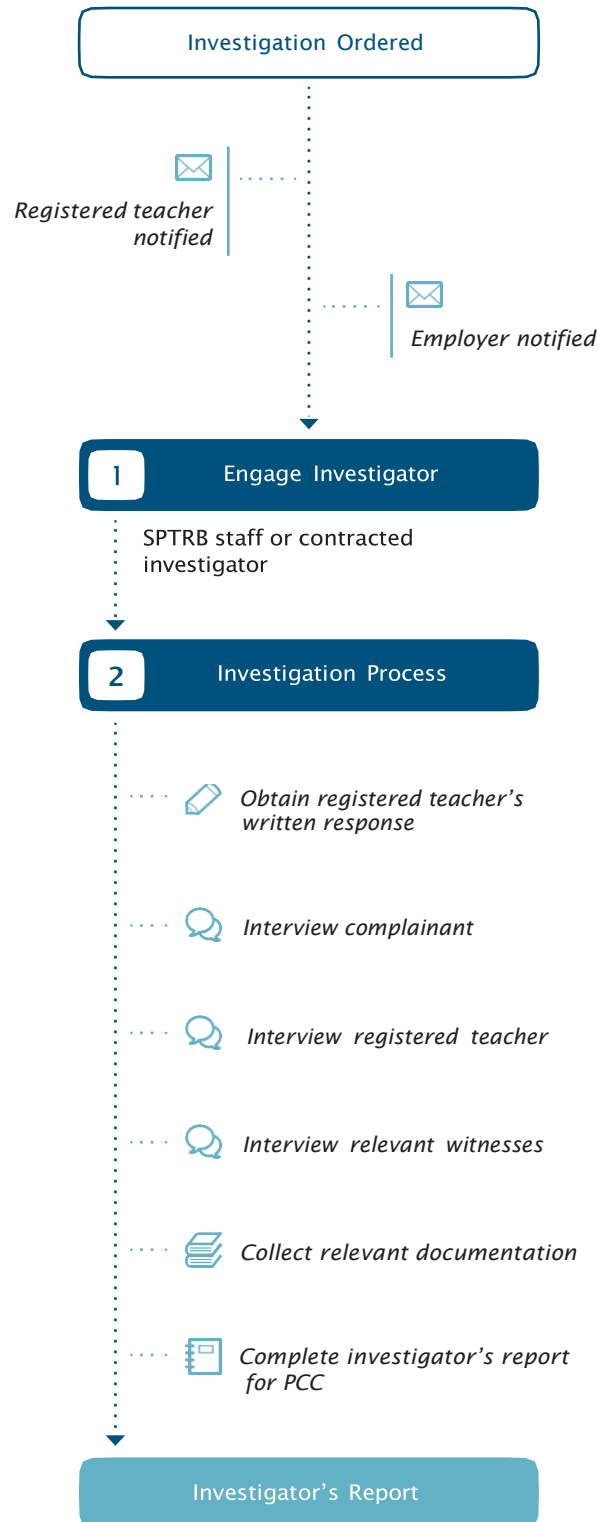 Investigation Ordered
Registered teacher
notified
Employer notified
1
Engage Investigator
SPTRB staff or contracted
investigator
2
Investigation Process
Obtain registered teacher’s
written response
Interview complainant
Interview registered teacher
Interview relevant witnesses
Collect relevant documentation
Complete investigator’s report
for PCC
Investigator’s Report